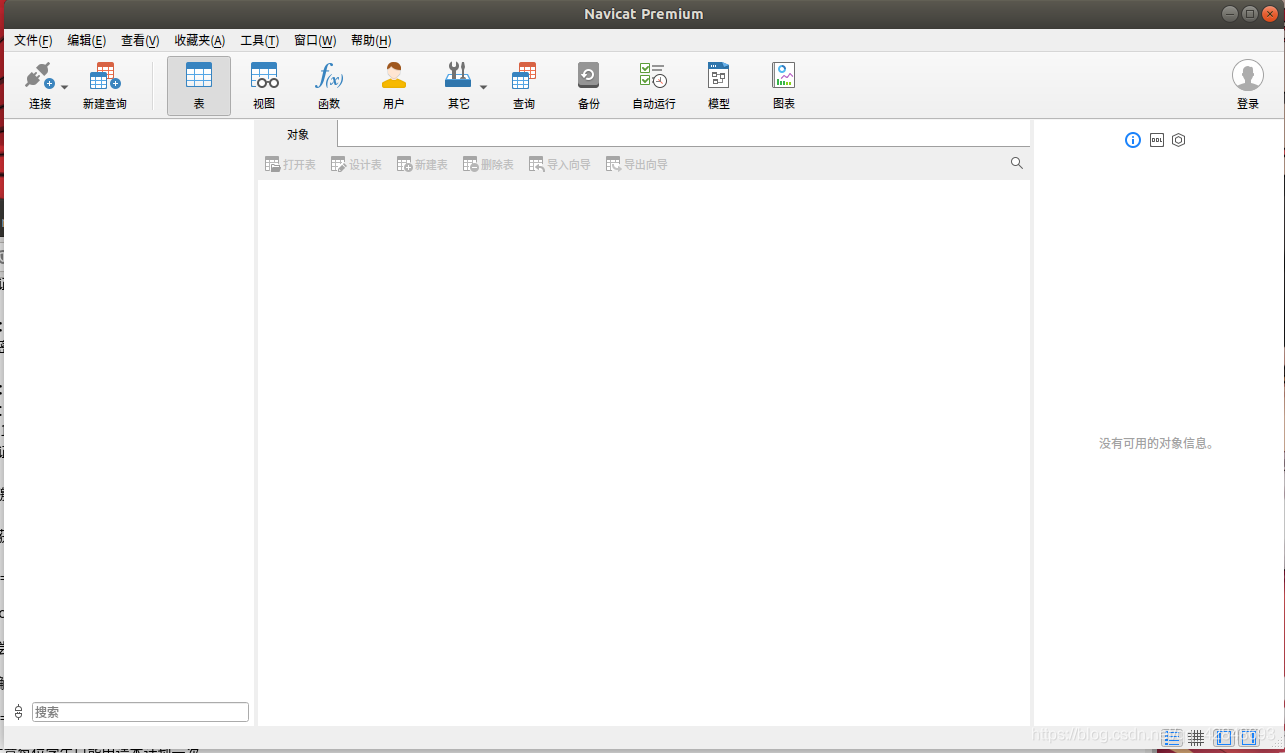 Navicat Premium
文件(F) 编辑(E) 查看(V) 收藏夹(A) 工具(T) 窗口(W) 帮助(H)
连接 新建查询 表 视图 函数 用户 其它 查询 备份 自动运行 模型 图表 登录
对象
打开表 设计表 新建表 删除表 导入向导 导出向导
没有可用的对象信息。
搜索
https://blog.csdn.net/